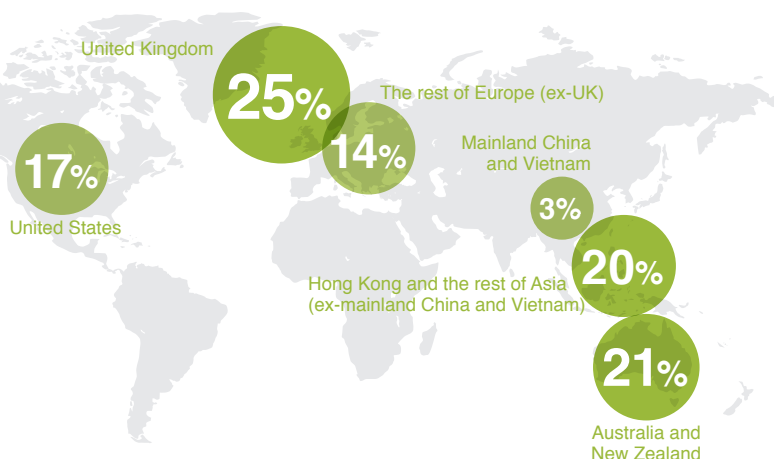 United Kingdom
25%
The rest of Europe (ex-UK)
14%
Mainland China
and Vietnam
3%
17%
United States
Hong Kong and the rest of Asia
(ex-mainland China and Vietnam)
20%
21%
Australia and
New Zealand